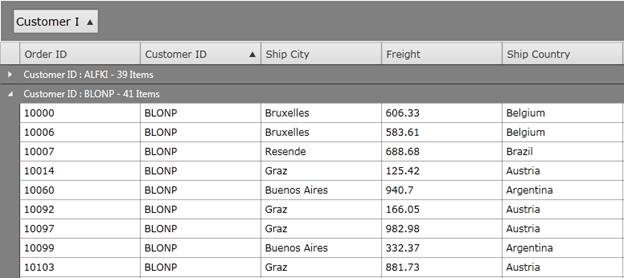 Customer I
Order ID Customer ID Ship City Freight Ship Country
Customer ID : ALFKI - 39 Items
Customer ID : BLONP - 41 Items
10000 BLONP Bruxelles 606.33 Belgium
10006 BLONP Bruxelles 583.61 Belgium
10007 BLONP Resende 688.68 Brazil
10014 BLONP Graz 125.42 Austria
10060 BLONP Buenos Aires 940.7 Argentina
10092 BLONP Graz 166.05 Austria
10097 BLONP Graz 982.98 Austria
10099 BLONP Buenos Aires 332.37 Argentina
10103 BLONP Graz 881.73 Austria